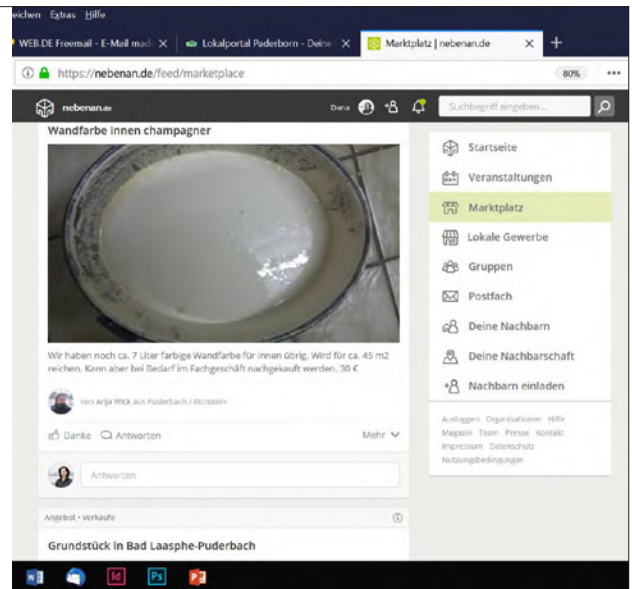 eichen Extras Hilfe
WEB.DE Freemail - E-Mail mad
Lokalportal Paderborn - Deine
Marktplatz | nebenan.de
https://nebenan.de/feed/marketplace
80%
nebenan.de
Dana
Suchbegriff eingeben...
Wandfarbe innen champagner
Wir haben noch ca. 7 Liter farbige Wandfarbe für innen übrig. Wird für ca. 45 m2
reichen. Kann aber bei Bedarf im Fachgeschäft nachgekauft werden. 30 €
von Anja Wick aus Puderbach / Richstein
Danke Antworten Mehr
Antworten
Angebot • Verkaufe
Grundstück in Bad Laasphe-Puderbach
Startseite
Veranstaltungen
Marktplatz
Lokale Gewerbe
Gruppen
Postfach
Deine Nachbarn
Deine Nachbarschaft
Nachbarn einladen
Ausloggen Organisationen Hilfe
Magazin Team Presse Kontakt
Impressum Datenschutz
Nutzungsbedingungen
Id
Ps